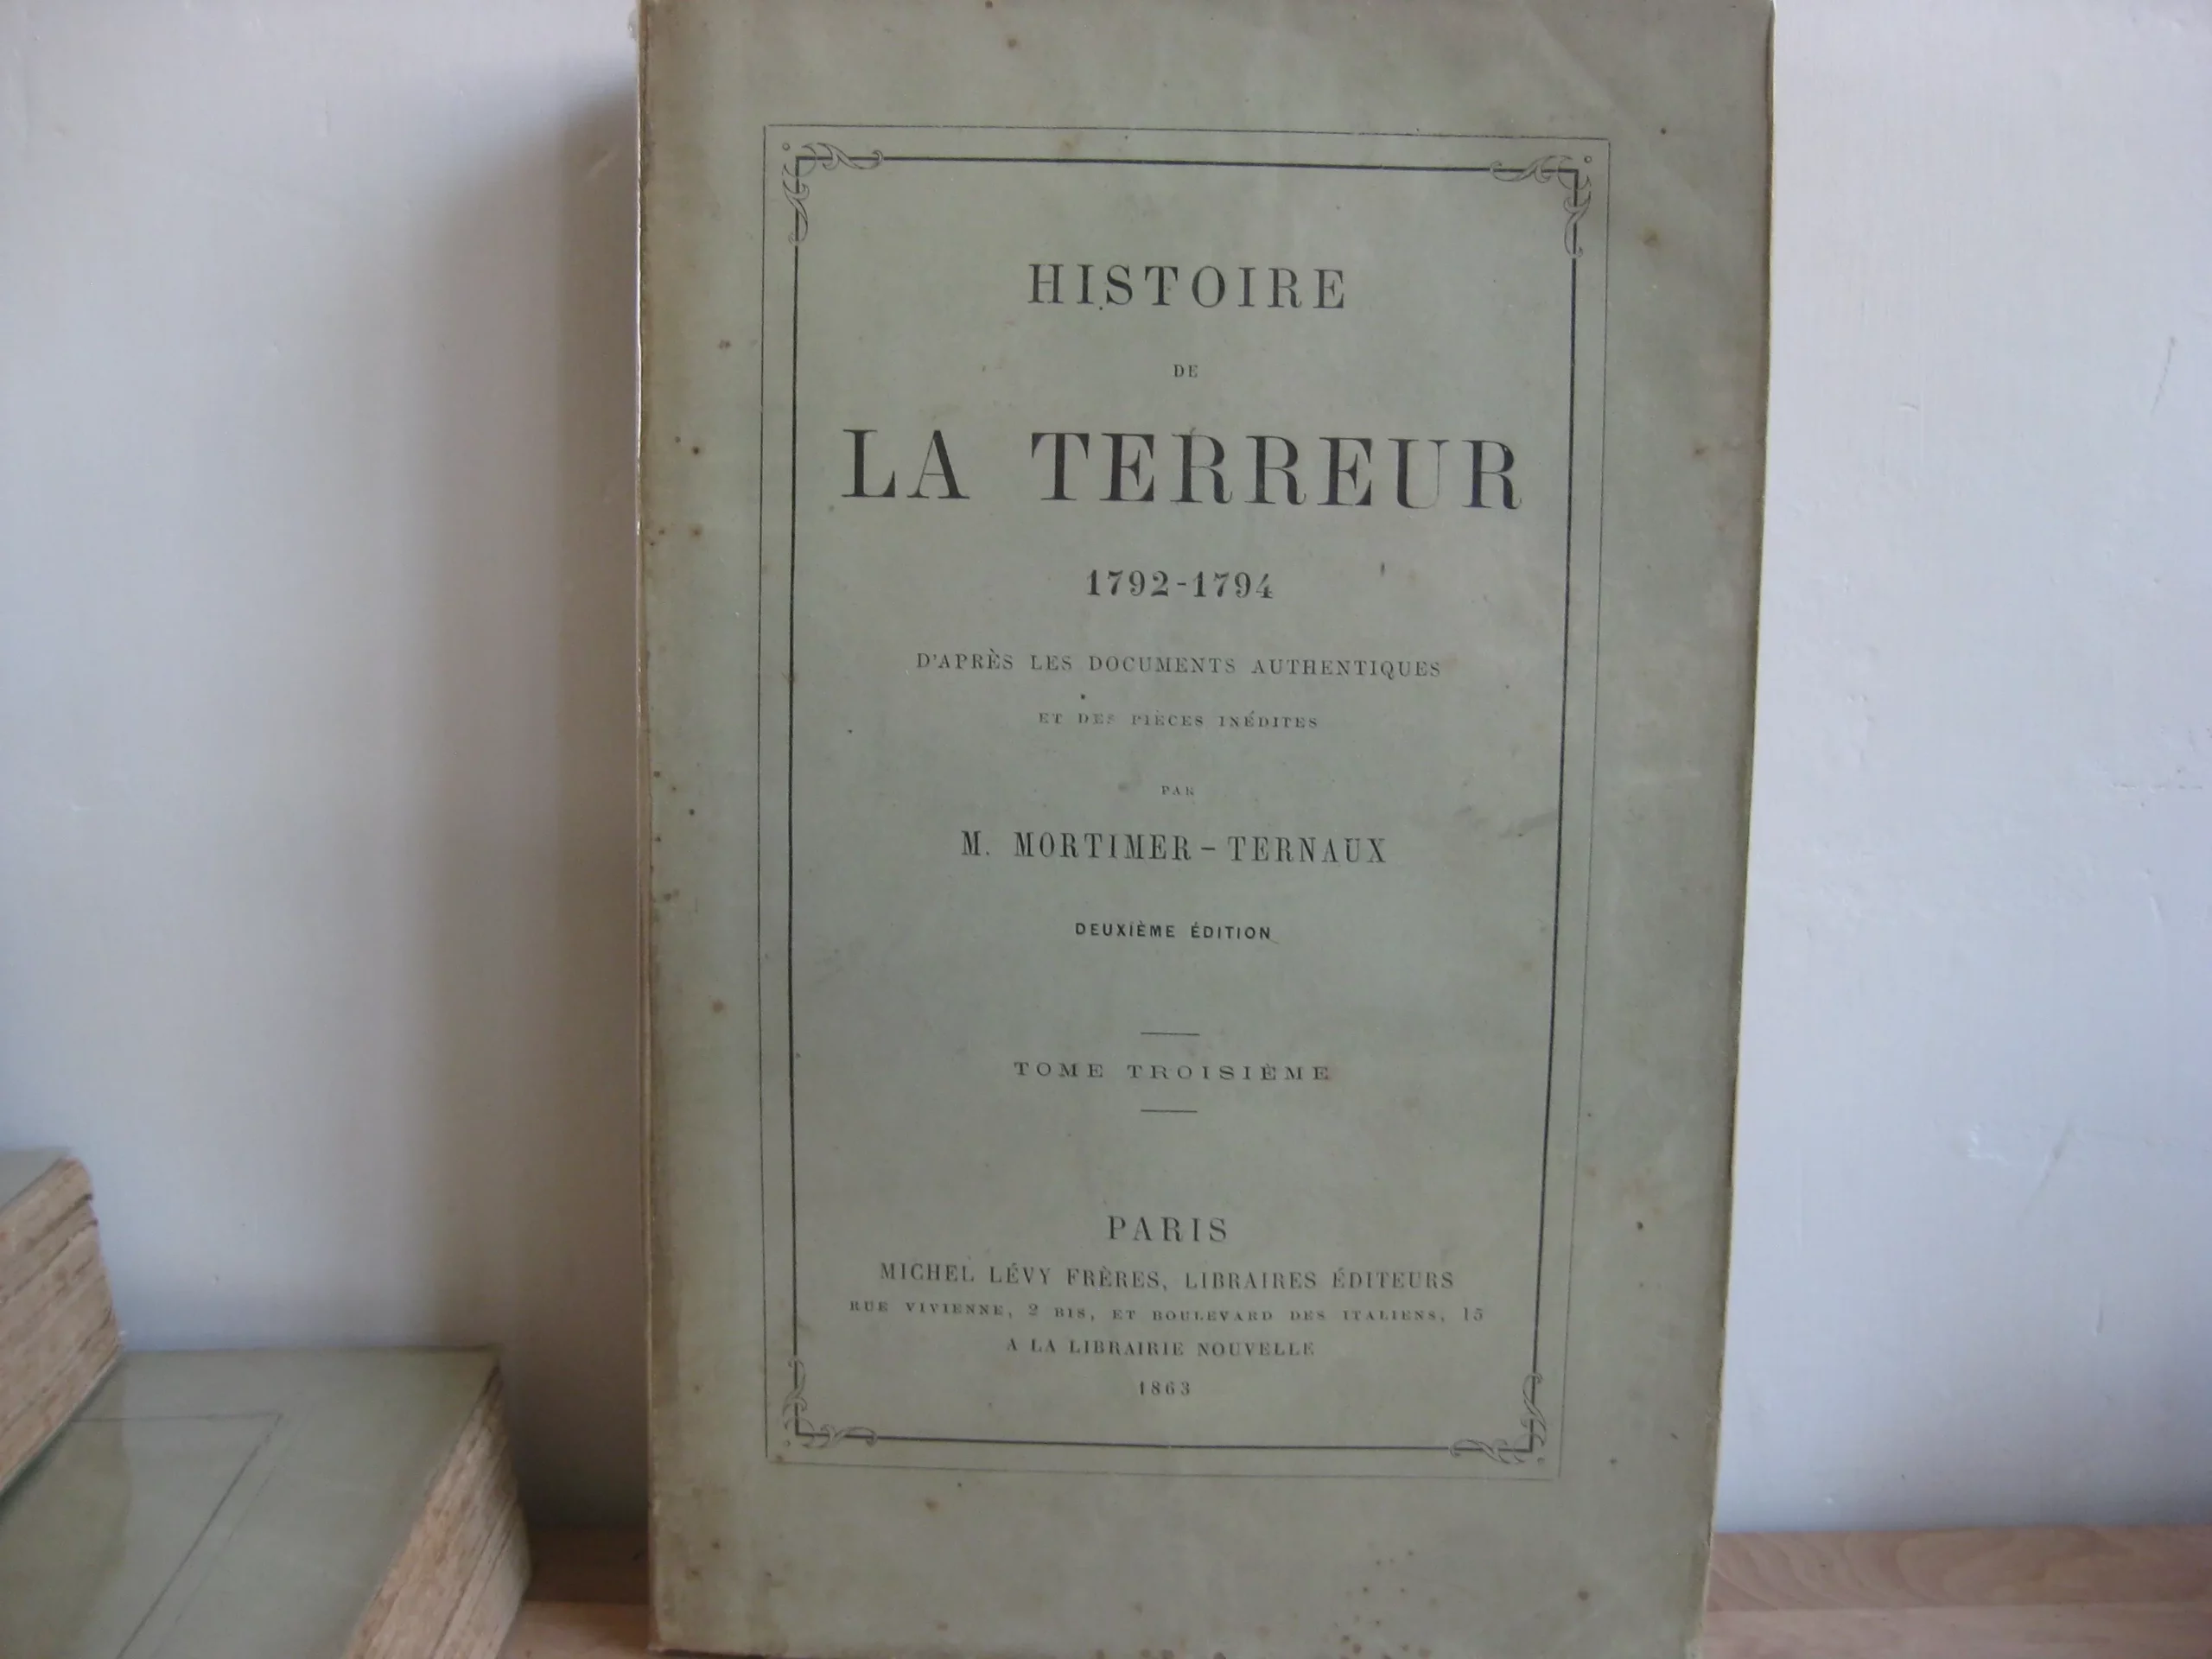 HISTOIRE
DE
LA TERREUR
1792-1794
D'APRÈS LES DOCUMENTS AUTHENTIQUES
ET DES PIÈCES INÉDITES
PAR
M. MORTIMER-TERNAUX
DEUXIÈME ÉDITION
TOME TROISIÈME
PARIS
MICHEL LÉVY FRÈRES, LIBRAIRES ÉDITEURS
RUE VIVIENNE, 2 BIS, ET BOULEVARD DES ITALIENS, 15
A LA LIBRAIRIE NOUVELLE
1863